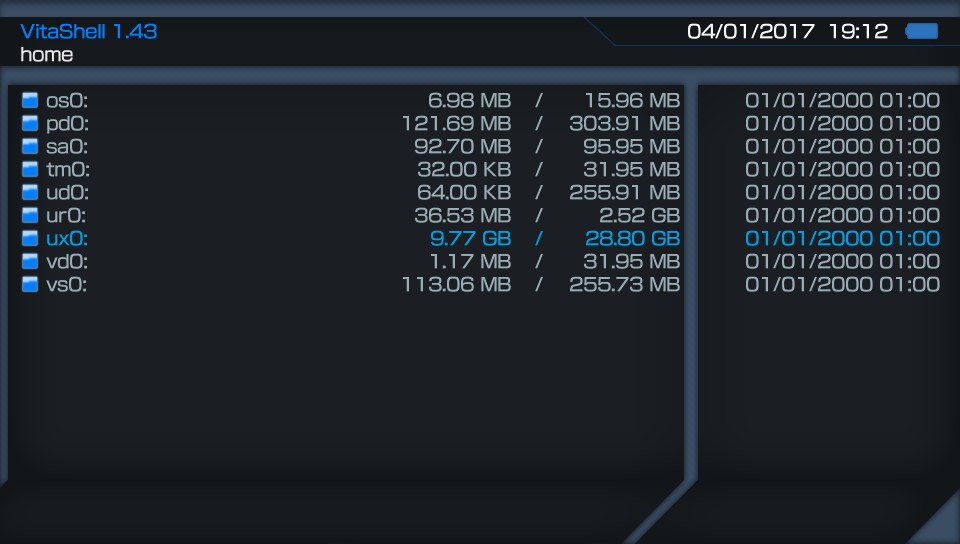 VitaShell 1.43 04/01/2017 19:12
home
os0: 6.98 MB / 15.96 MB 01/01/2000 01:00
pd0: 121.69 MB / 303.91 MB 01/01/2000 01:00
sa0: 92.70 MB / 95.95 MB 01/01/2000 01:00
tm0: 32.00 KB / 31.95 MB 01/01/2000 01:00
ud0: 64.00 KB / 255.91 MB 01/01/2000 01:00
ur0: 36.53 MB / 2.52 GB 01/01/2000 01:00
ux0: 9.77 GB / 28.80 GB 01/01/2000 01:00
vd0: 1.17 MB / 31.95 MB 01/01/2000 01:00
vs0: 113.06 MB / 255.73 MB 01/01/2000 01:00